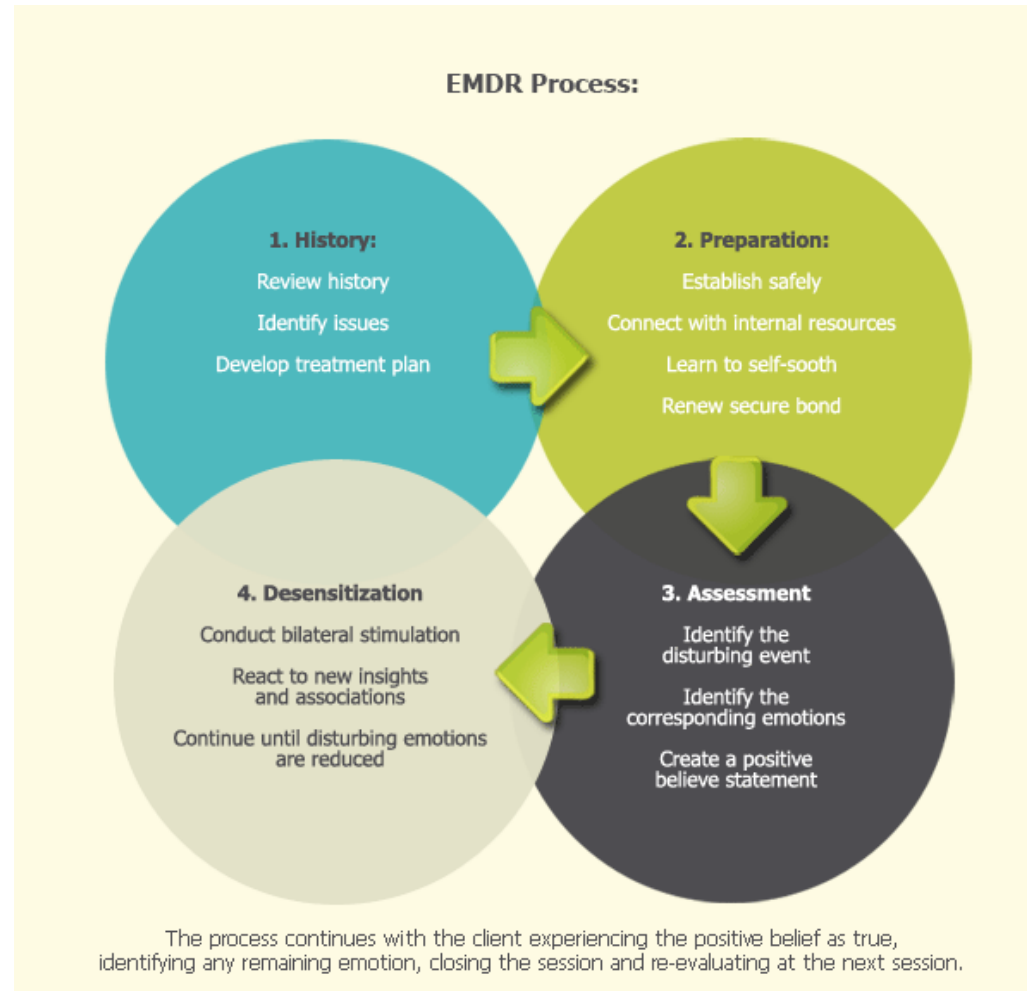 EMDR Process:
1. History:
Review history
Identify issues
Develop treatment plan
2. Preparation:
Establish safely
Connect with internal resources
Learn to self-sooth
Renew secure bond
3. Assessment
Identify the
disturbing event
Identify the
corresponding emotions
Create a positive
believe statement
4. Desensitization
Conduct bilateral stimulation
React to new insights
and associations
Continue until disturbing emotions
are reduced
The process continues with the client experiencing the positive belief as true,
identifying any remaining emotion, closing the session and re-evaluating at the next session.